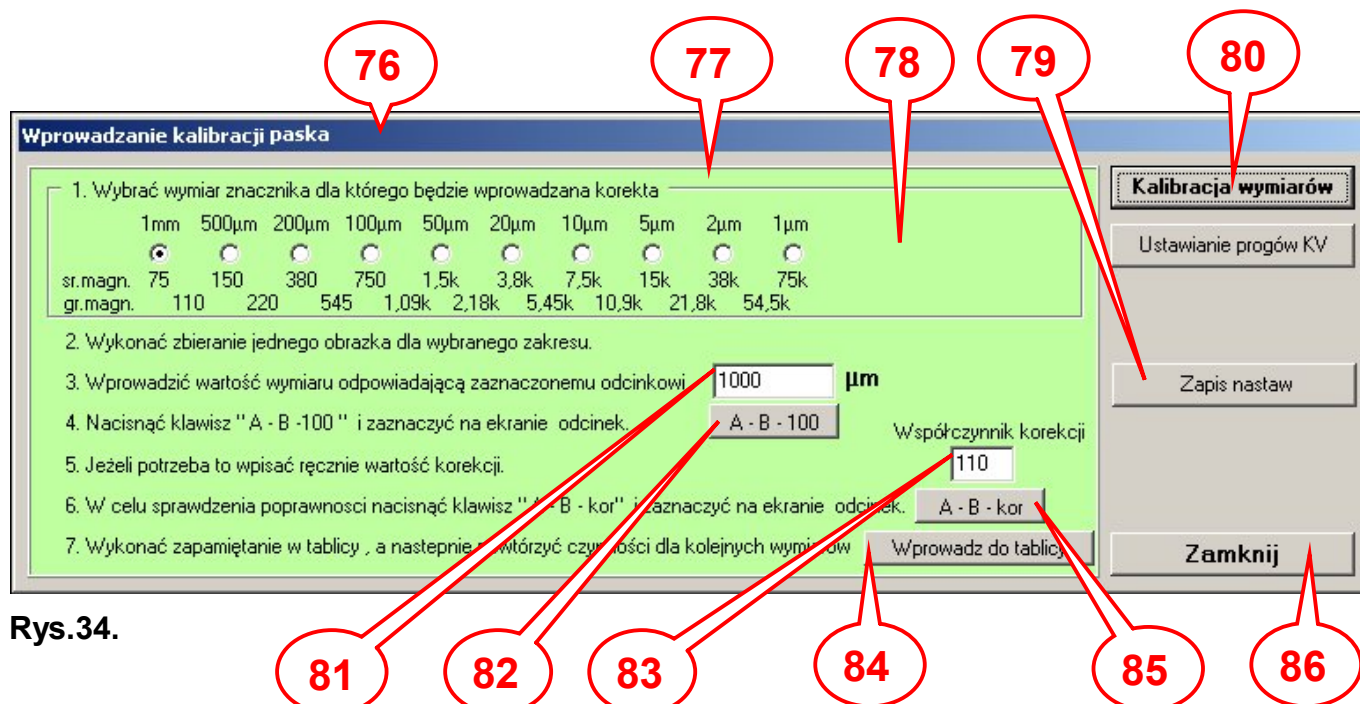 76 77 78 79 80
Wprowadzanie kalibracji paska
1. Wybrać wymiar znacznika dla którego będzie wprowadzana korekta
1mm 500µm 200µm 100µm 50µm 20µm 10µm 5µm 2µm 1µm
sr.magn. 75 150 380 750 1,5k 3,8k 7,5k 15k 38k 75k
gr.magn. 110 220 545 1,09k 2,18k 5,45k 10,9k 21,8k 54,5k
2. Wykonać zbieranie jednego obrazka dla wybranego zakresu.
3. Wprowadzić wartość wymiaru odpowiadającą zaznaczonemu odcinkowi 1000 µm
4. Nacisnąć klawisz "A - B -100" i zaznaczyć na ekranie odcinek. A - B - 100
Współczynnik korekcji
5. Jeżeli potrzeba to wpisać ręcznie wartość korekcji. 110
6. W celu sprawdzenia poprawnosci nacisnąć klawisz "A - B - kor" i zaznaczyć na ekranie odcinek. A - B - kor
7. Wykonać zapamiętanie w tablicy , a nastepnie powtórzyć czynności dla kolejnych wymiarów Wprowadz do tablicy
Kalibracja wymiarów
Ustawianie progów KV
Zapis nastaw
Zamknij
Rys.34.
81 82 83 84 85 86